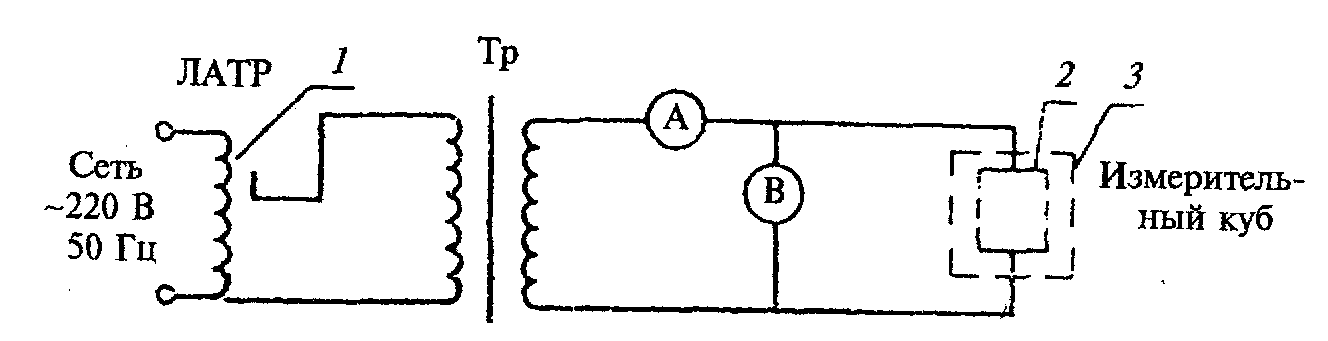 ЛАТР
1
Тр
2
3
Сеть
~220 В
50 Гц
А
В
Измеритель-
ный куб